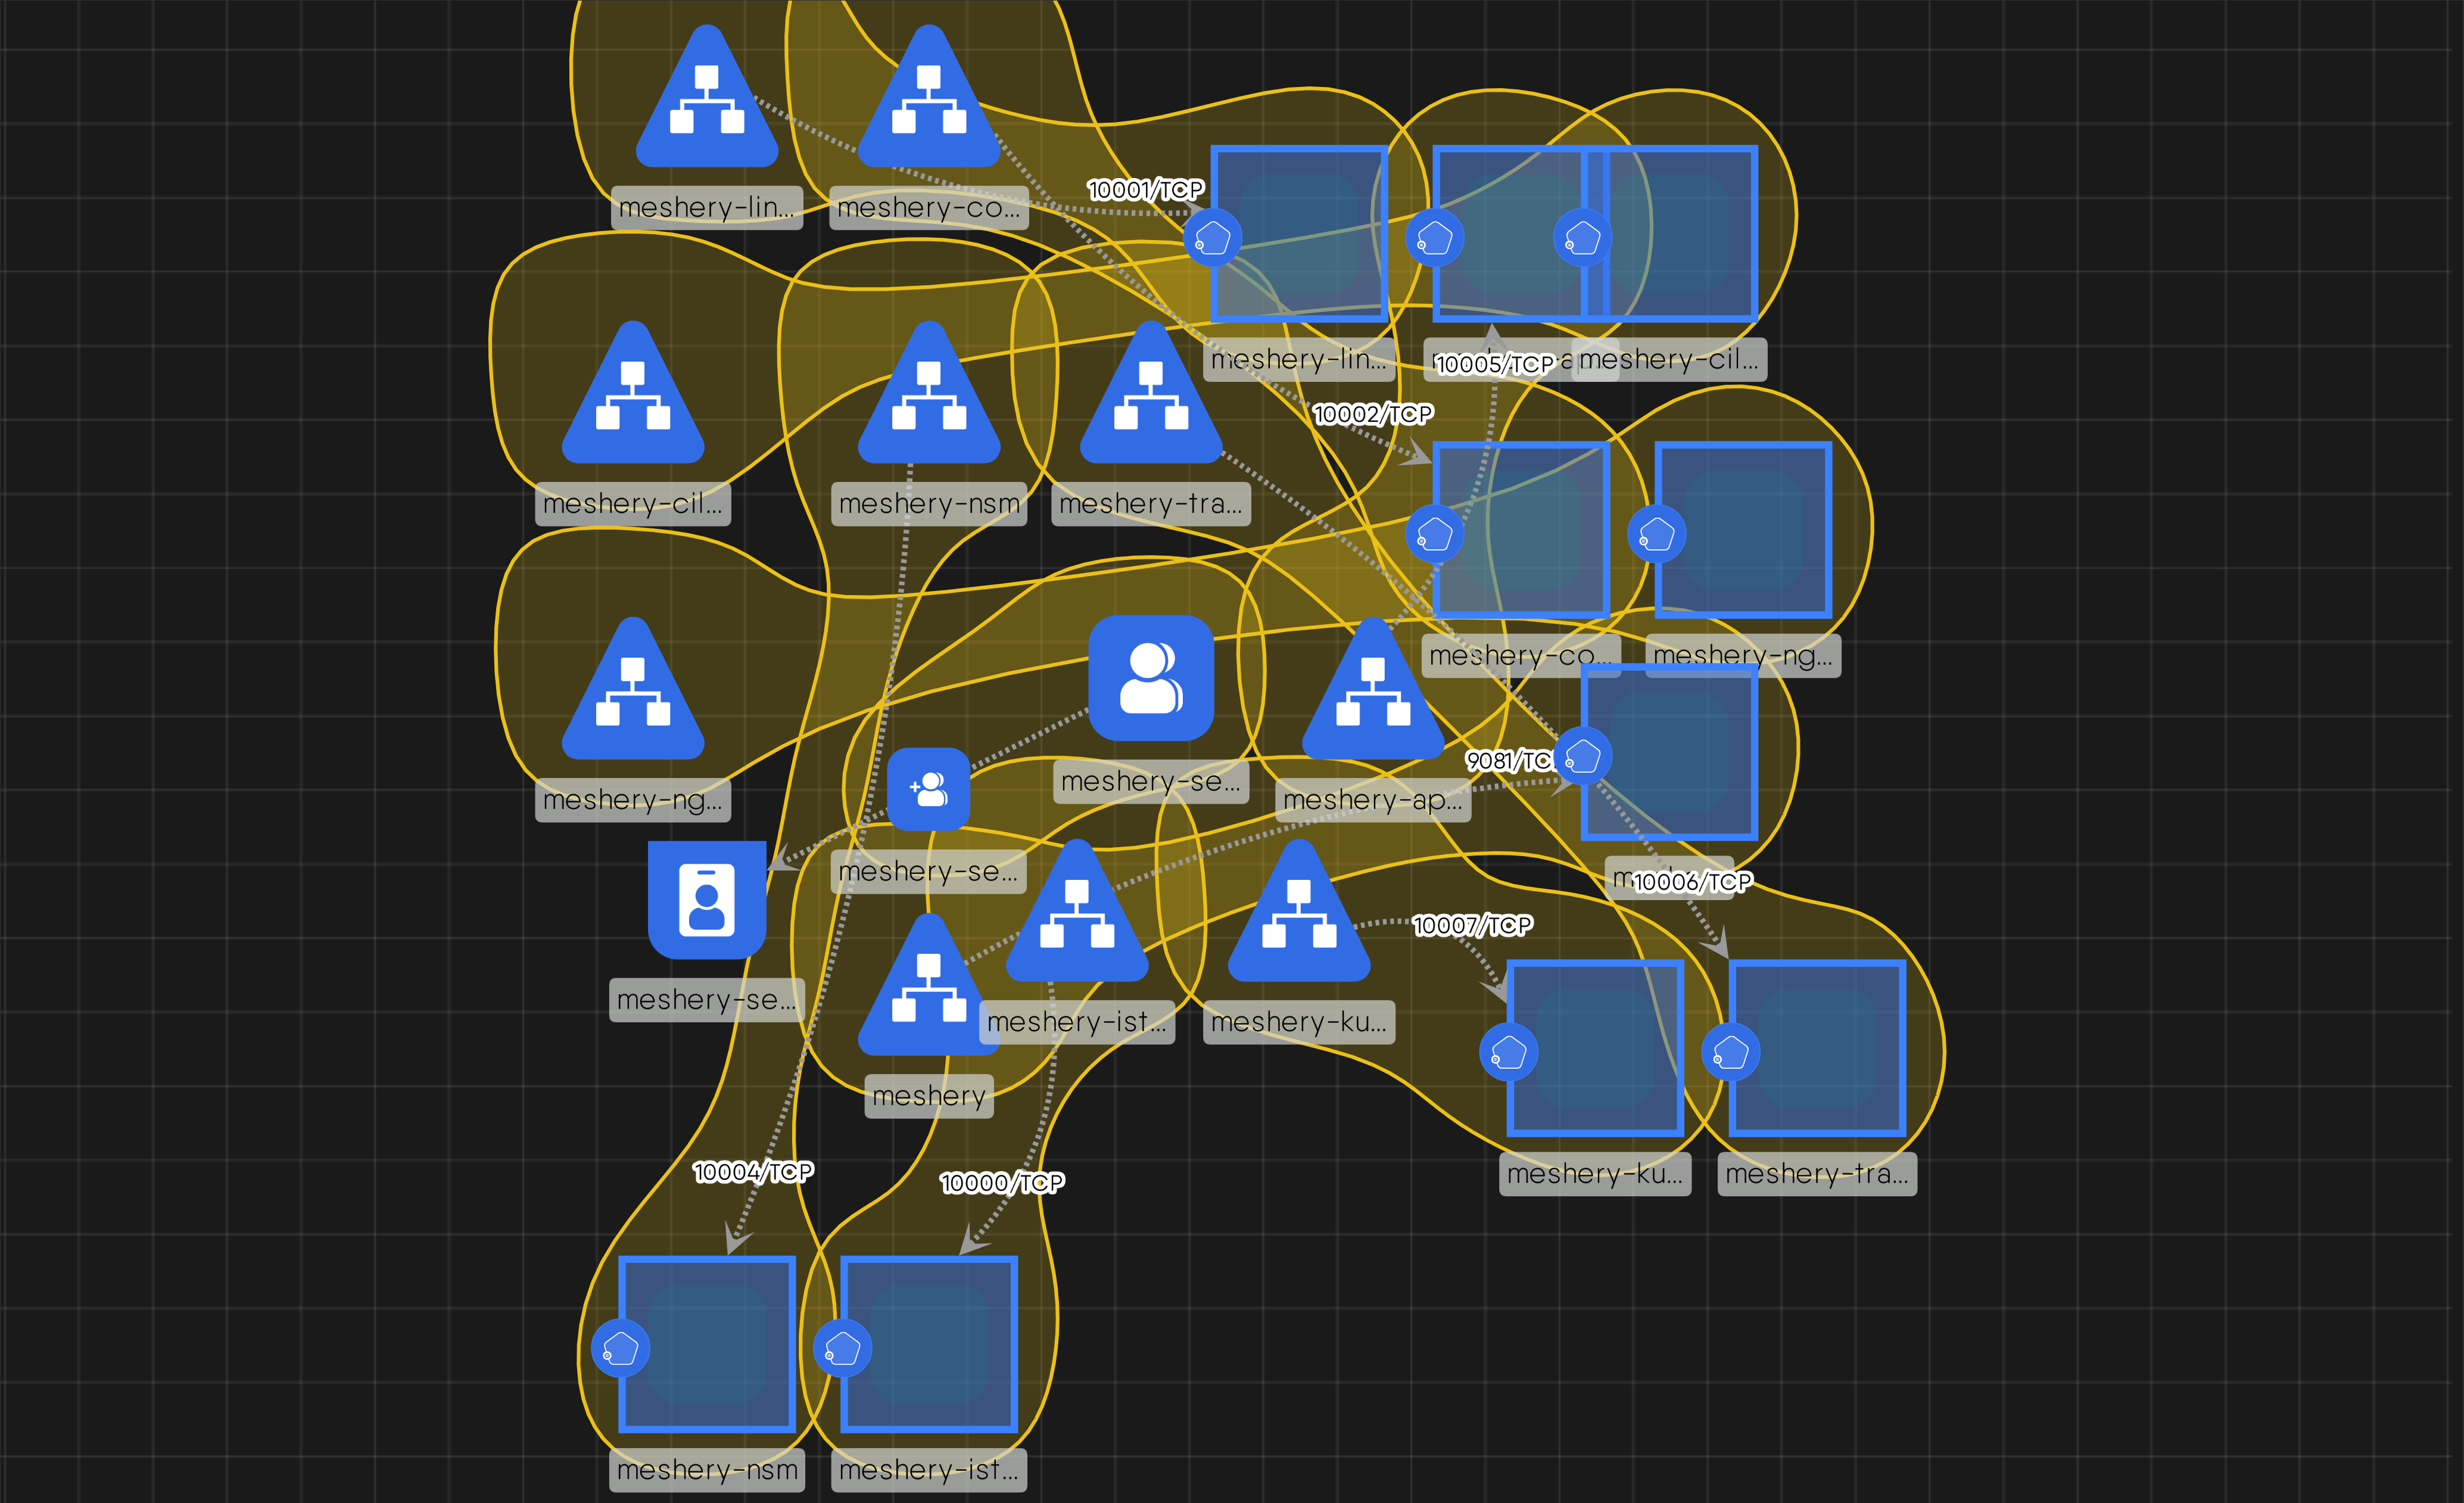 meshery-lin...
meshery-co...
10001/TCP
meshery-lin...
10005/TCP
meshery-cil...
10002/TCP
meshery-cil...
meshery-nsm
meshery-tra...
meshery-co...
meshery-ng...
meshery-se...
meshery-ng...
meshery-ap...
9081/TC
meshery-se...
10006/TCP
10007/TCP
meshery-se...
meshery-ist...
meshery-ku...
meshery
10004/TCP
10000/TCP
meshery-ku...
meshery-tra...
meshery-nsm
meshery-ist...